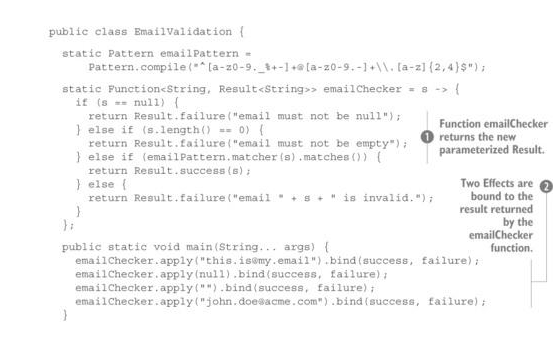 public class EmailValidation {
static Pattern emailPattern =
Pattern.compile("^[a-z0-9._%+-]+@[a-z0-9.-]+\\.[a-z]{2,4}$");
static Function<String, Result<String>> emailChecker = s -> {
if (s == null) {
return Result.failure("email must not be null");
} else if (s.length() == 0) {
return Result.failure("email must not be empty");
} else if (emailPattern.matcher(s).matches()) {
return Result.success(s);
} else {
return Result.failure("email " + s + " is invalid.");
}
};
public static void main(String... args) {
emailChecker.apply("this.is@my.email").bind(success, failure);
emailChecker.apply(null).bind(success, failure);
emailChecker.apply("").bind(success, failure);
emailChecker.apply("john.doe@acme.com").bind(success, failure);
}
1
Function emailChecker
returns the new
parameterized Result.
2
Two Effects are
bound to the
result returned
by the
emailChecker
function.